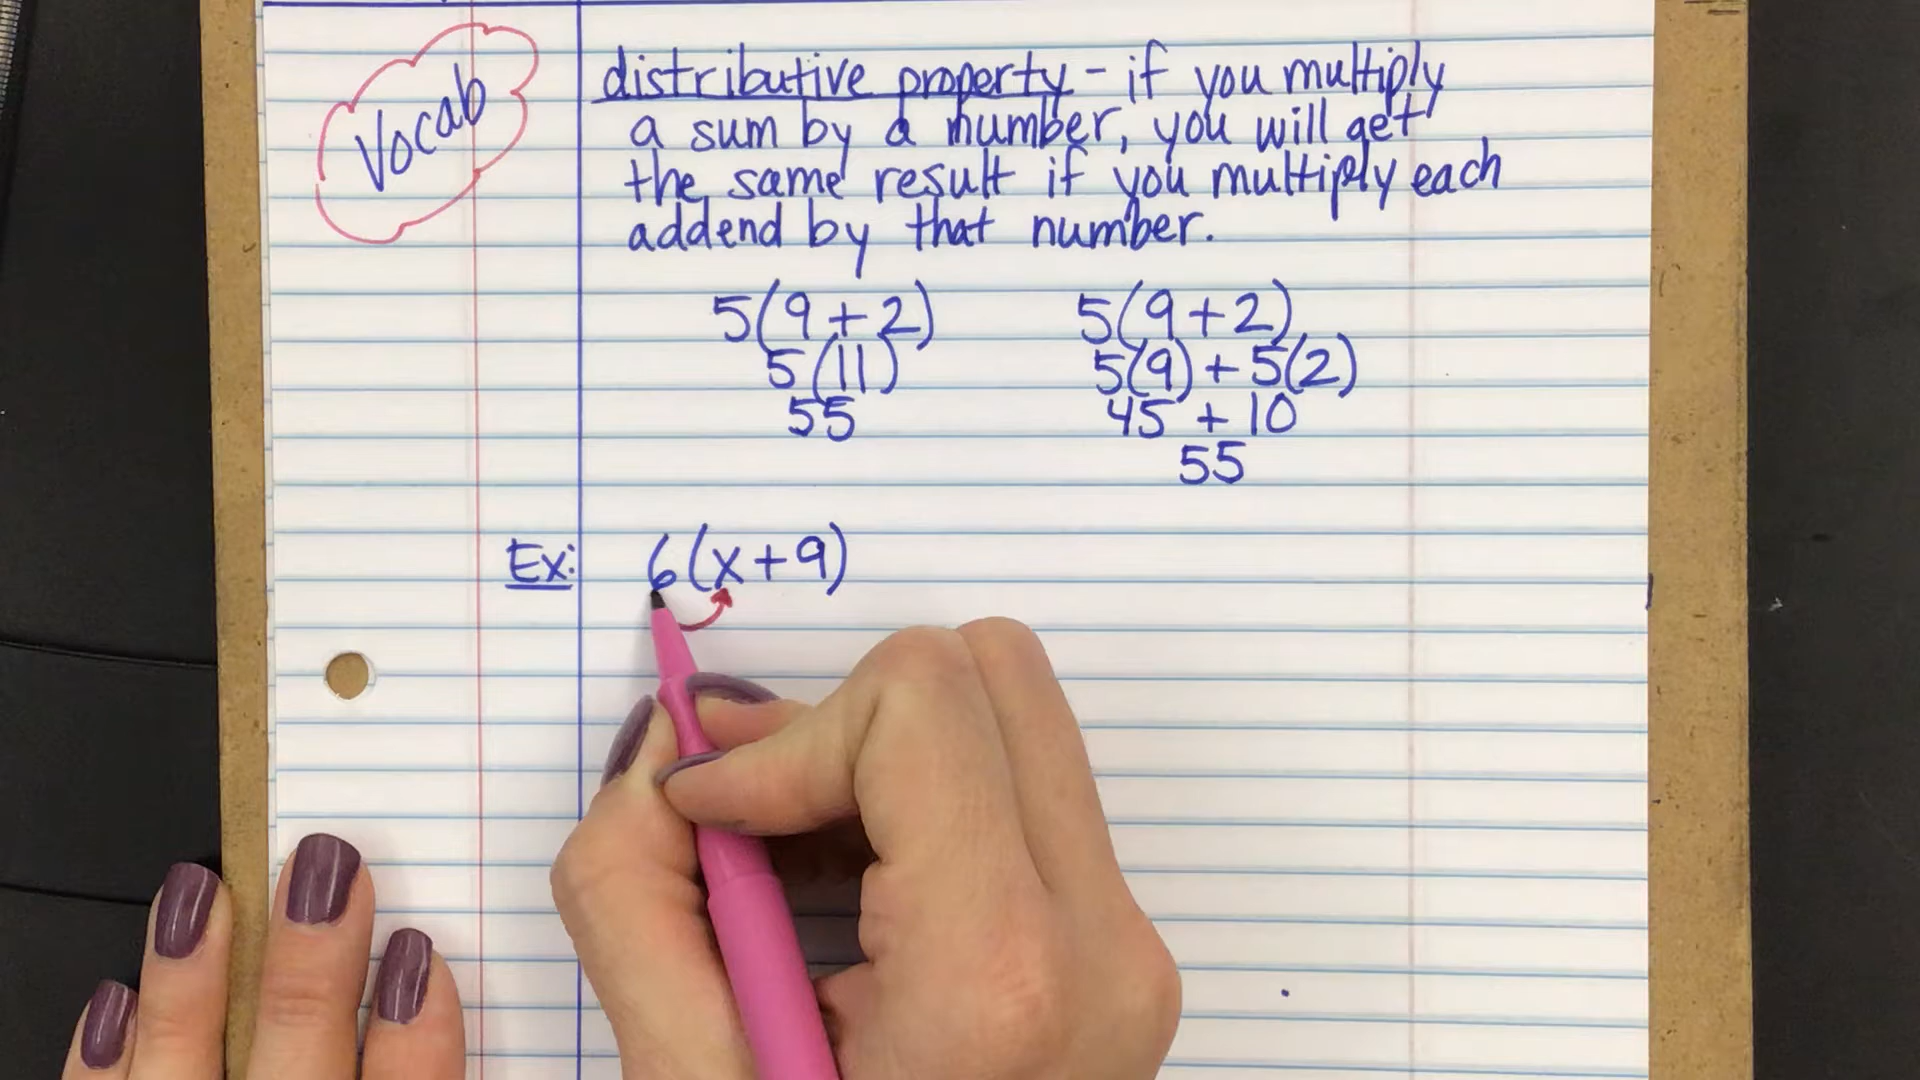 Vocab
distributive property - if you multiply
a sum by a number, you will get
the same result if you multiply each
addend by that number.
5(9+2) 5(9+2)
5(11) 5(9) + 5(2)
55 45 + 10
55
Ex: 6(x+9)